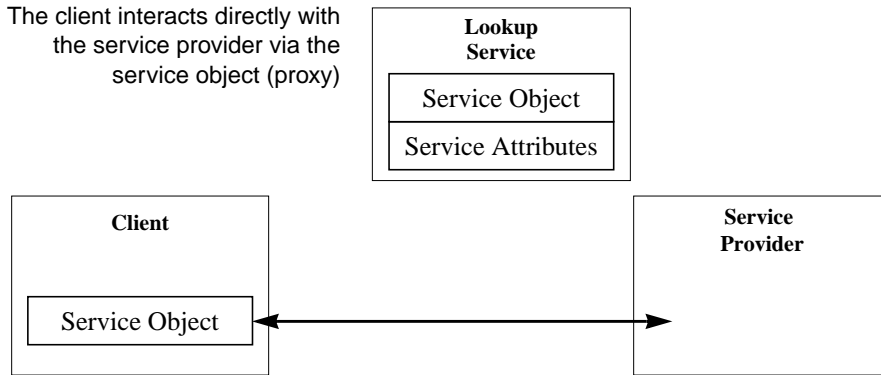 The client interacts directly with
the service provider via the
service object (proxy)
Lookup
Service
Service Object
Service Attributes
Client
Service Object
Service
Provider